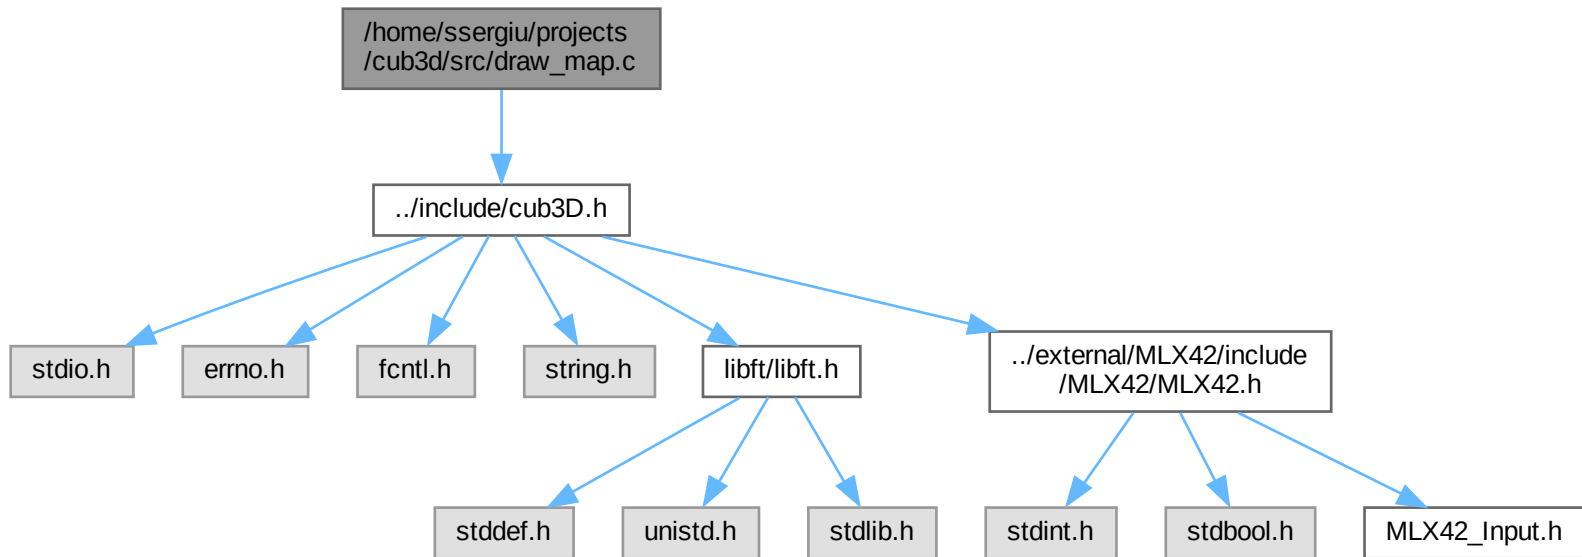 /home/ssergiu/projects
/cub3d/src/draw_map.c
../include/cub3D.h
stdio.h
errno.h
fcntl.h
string.h
libft/libft.h
../external/MLX42/include
/MLX42/MLX42.h
stddef.h
unistd.h
stdlib.h
stdint.h
stdbool.h
MLX42_Input.h